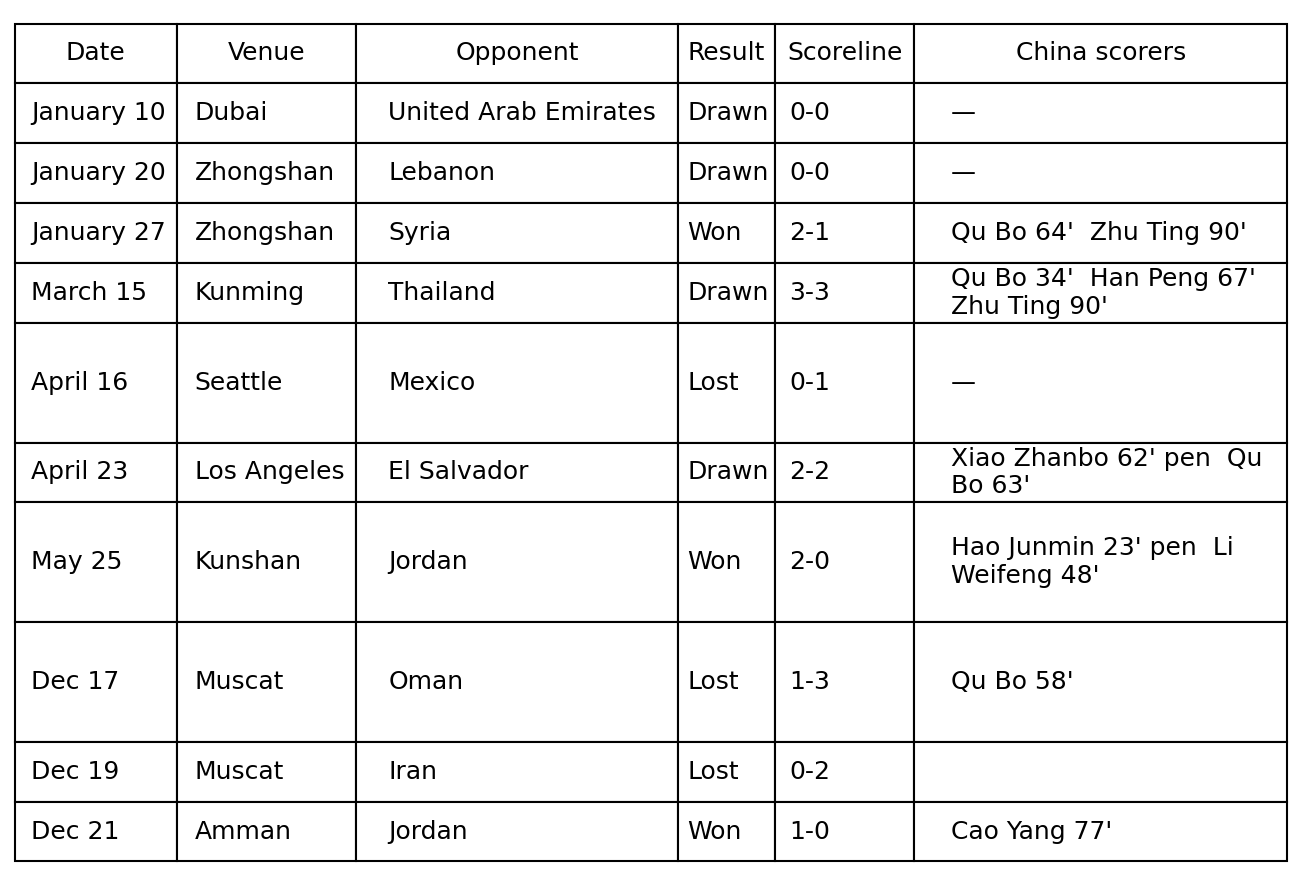 Date Venue Opponent Result Scoreline China scorers
January 10 Dubai United Arab Emirates Drawn 0-0 —
January 20 Zhongshan Lebanon Drawn 0-0 —
January 27 Zhongshan Syria Won 2-1 Qu Bo 64'  Zhu Ting 90'
March 15 Kunming Thailand Drawn 3-3 Qu Bo 34'  Han Peng 67'
Zhu Ting 90'
April 16 Seattle Mexico Lost 0-1 —
April 23 Los Angeles El Salvador Drawn 2-2 Xiao Zhanbo 62' pen  Qu
Bo 63'
May 25 Kunshan Jordan Won 2-0 Hao Junmin 23' pen  Li
Weifeng 48'
Dec 17 Muscat Oman Lost 1-3 Qu Bo 58'
Dec 19 Muscat Iran Lost 0-2
Dec 21 Amman Jordan Won 1-0 Cao Yang 77'